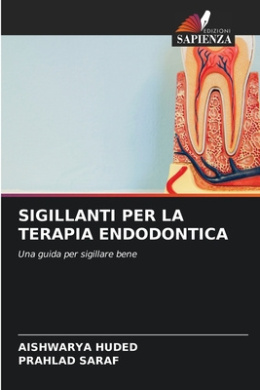 EDIZIONI
SAPIENZA
SIGILLANTI PER LA
TERAPIA ENDODONTICA
Una guida per sigillare bene
AISHWARYA HUDED
PRAHLAD SARAF